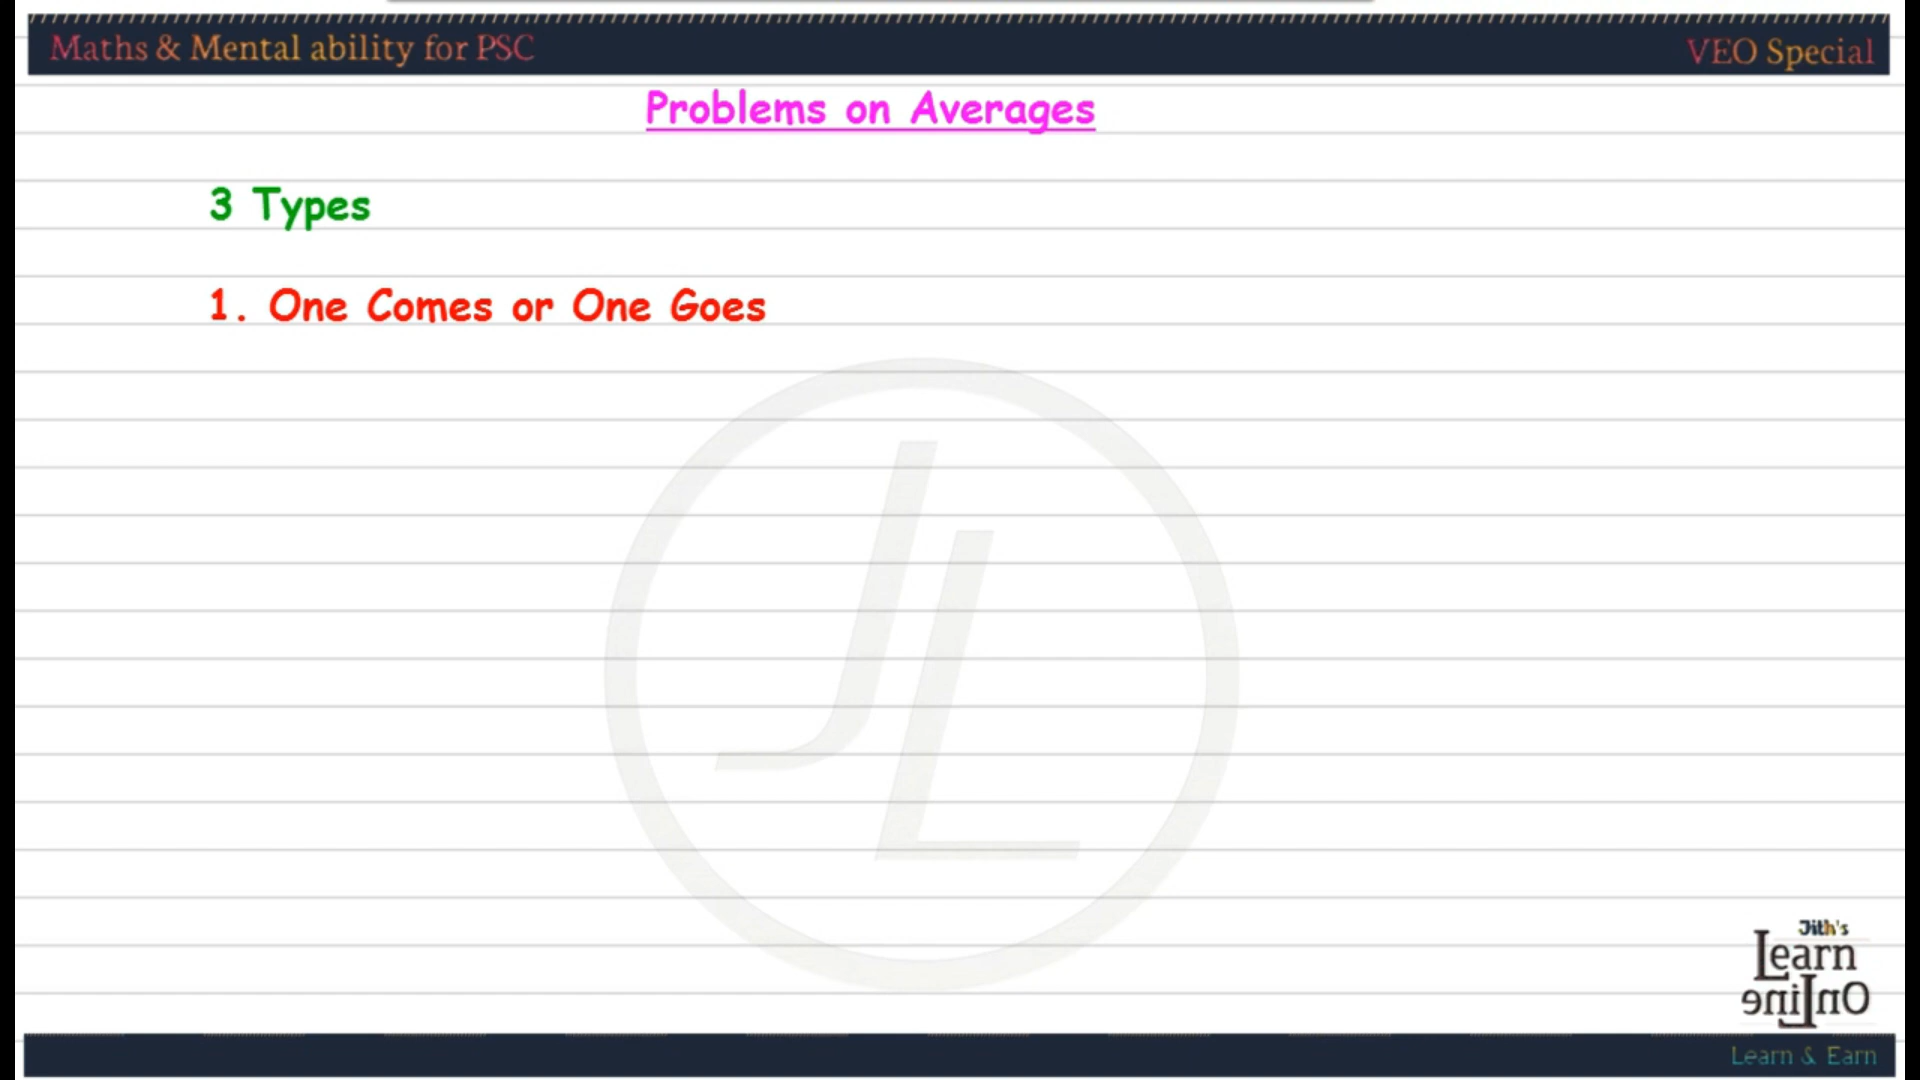 Maths & Mental ability for PSC
VEO Special
Problems on Averages
3 Types
1. One Comes or One Goes
JL
Jith's
Learn
OnLine
Learn & Earn